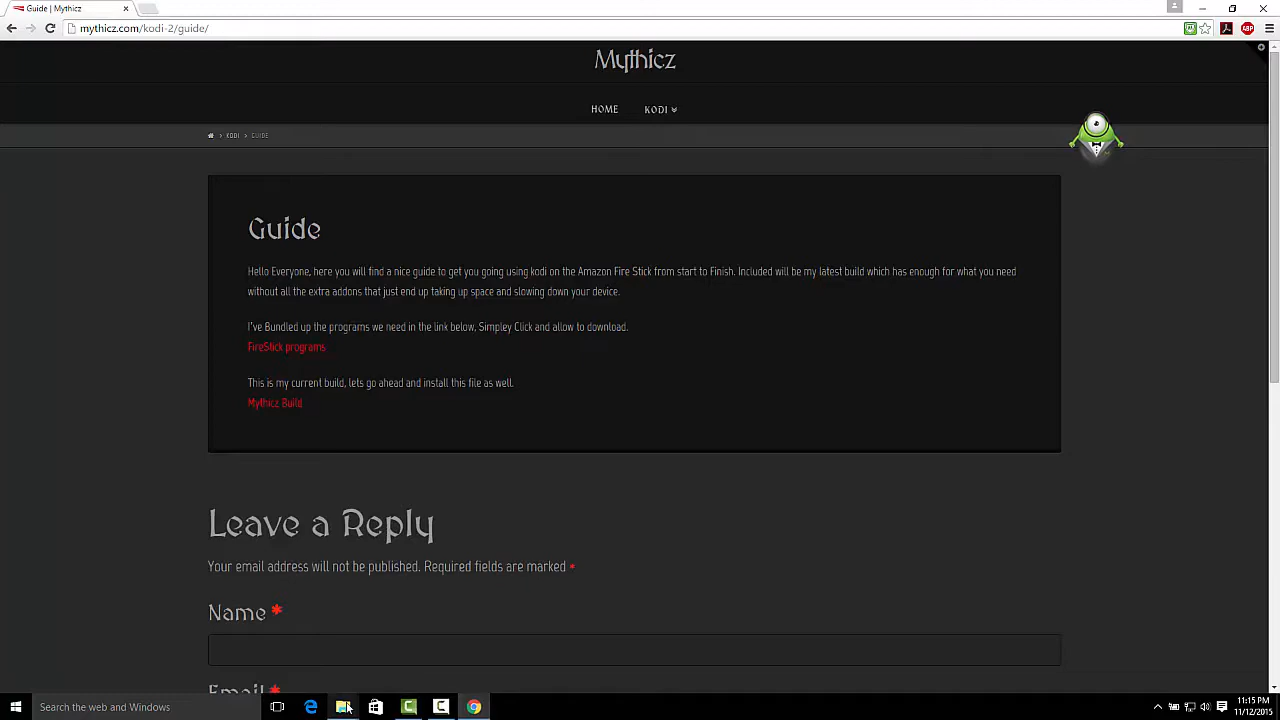 Guide | Mythicz
mythicz.com/kodi-2/guide/
Mythicz
HOME KODI
KODI > GUIDE
Guide
Hello Everyone, here you will find a nice guide to get you going using kodi on the Amazon Fire Stick from start to Finish. Included will be my latest build which has enough for what you need
without all the extra addons that just end up taking up space and slowing down your device.
I've Bundled up the programs we need in the link below, Simpley Click and allow to download.
FireStick programs
This is my current build, lets go ahead and install this file as well.
Mythicz Build
Leave a Reply
Your email address will not be published. Required fields are marked *
Name *
Email *
Search the web and Windows
11:15 PM
11/12/2015